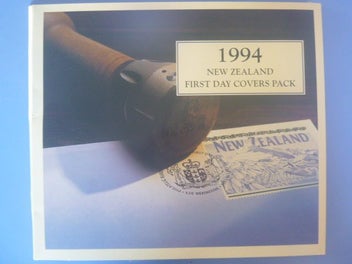 1994
NEW ZEALAND
FIRST DAY COVERS PACK
NEW ZEALAND